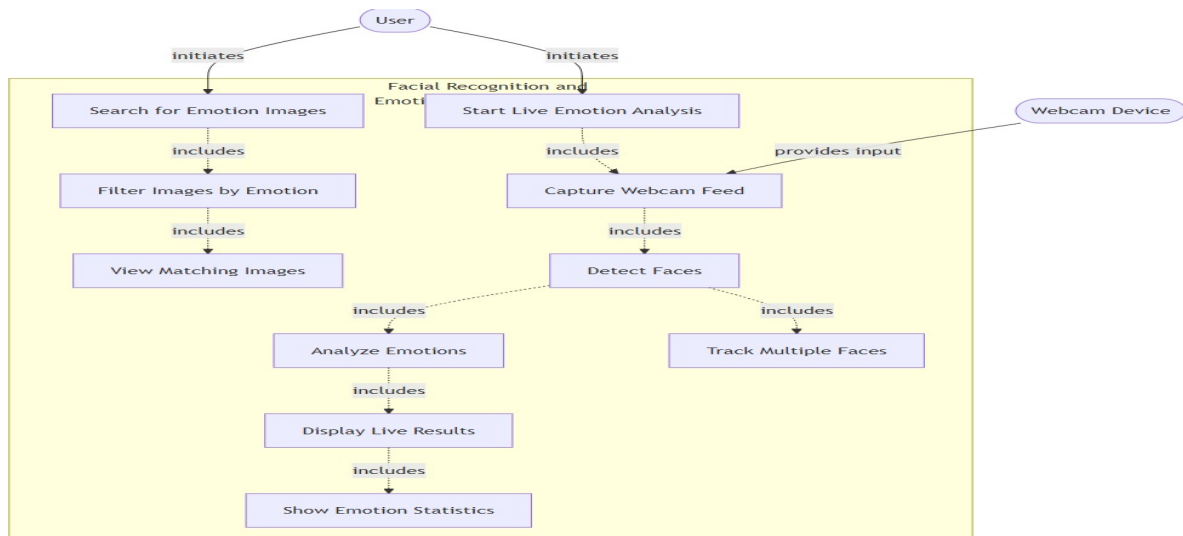 User
initiates
initiates
Facial Recognition and
Search for Emotion Images
Start Live Emotion Analysis
Webcam Device
includes
includes
provides input
Filter Images by Emotion
Capture Webcam Feed
includes
includes
View Matching Images
Detect Faces
includes
includes
Analyze Emotions
Track Multiple Faces
includes
Display Live Results
includes
Show Emotion Statistics